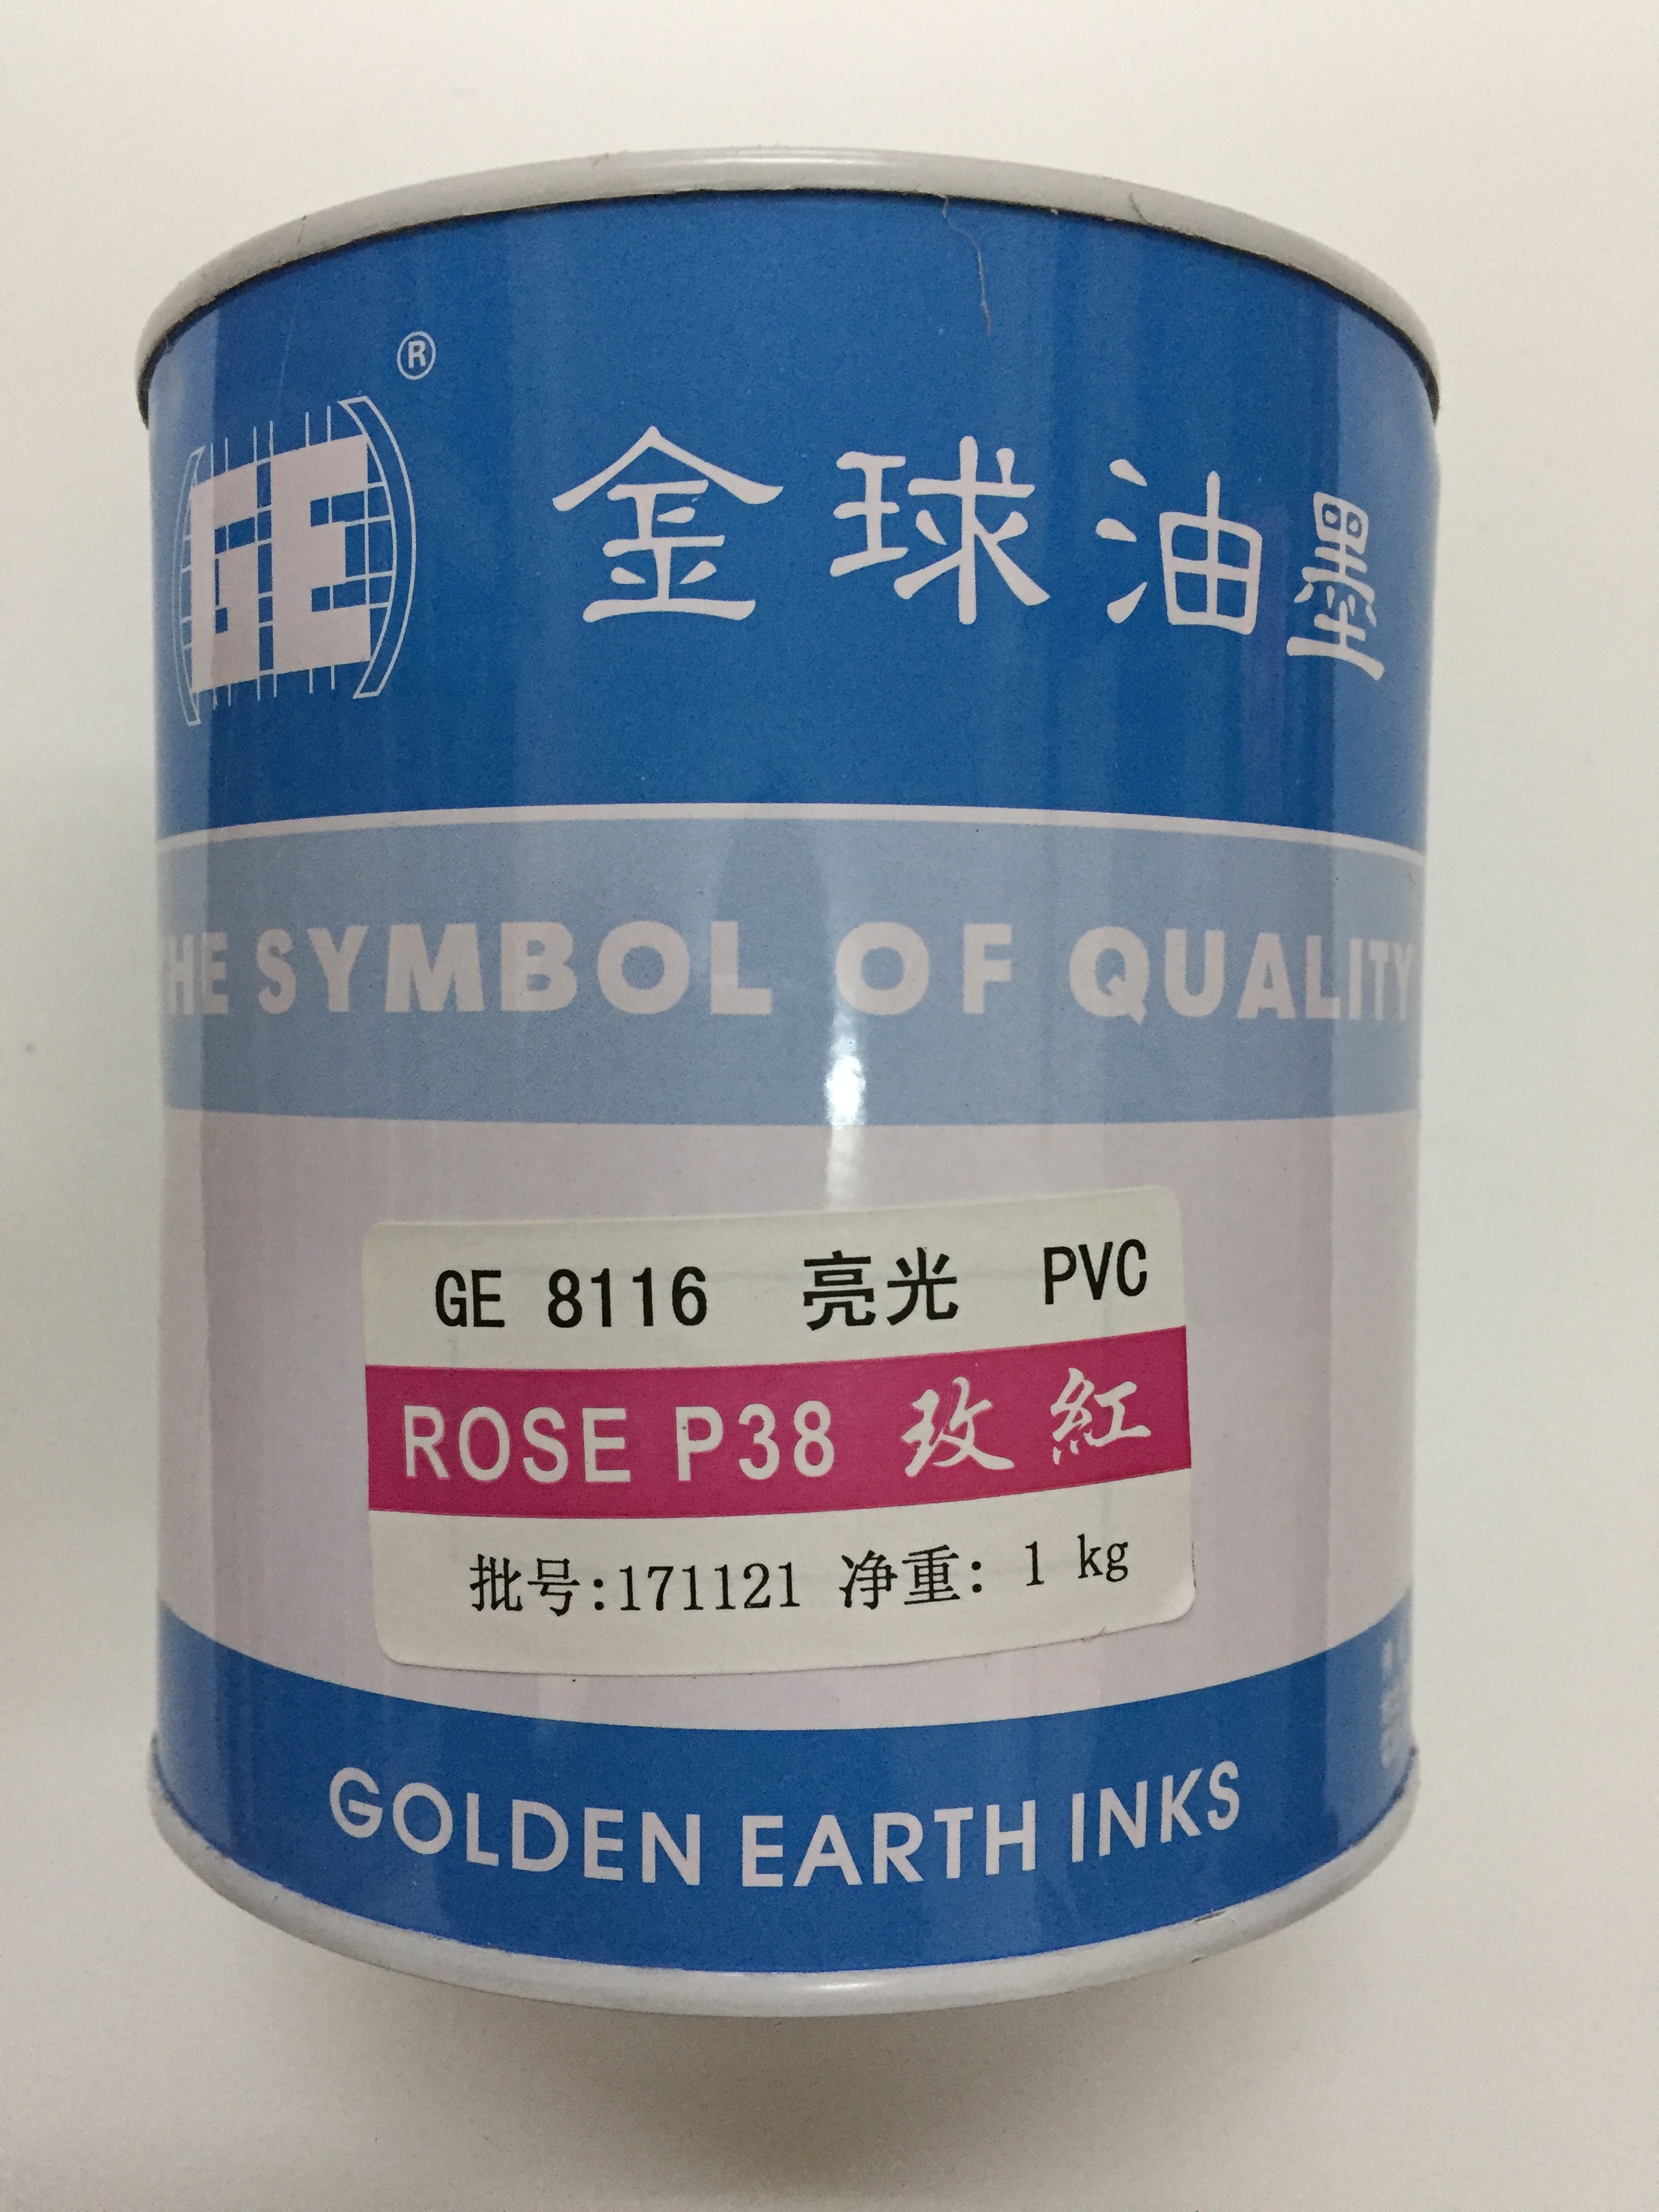 ®
GE
金球油墨
THE SYMBOL OF QUALITY
GE 8116 亮光 PVC
ROSE P38 玫紅
批号:171121 净重: 1 kg
GOLDEN EARTH INKS